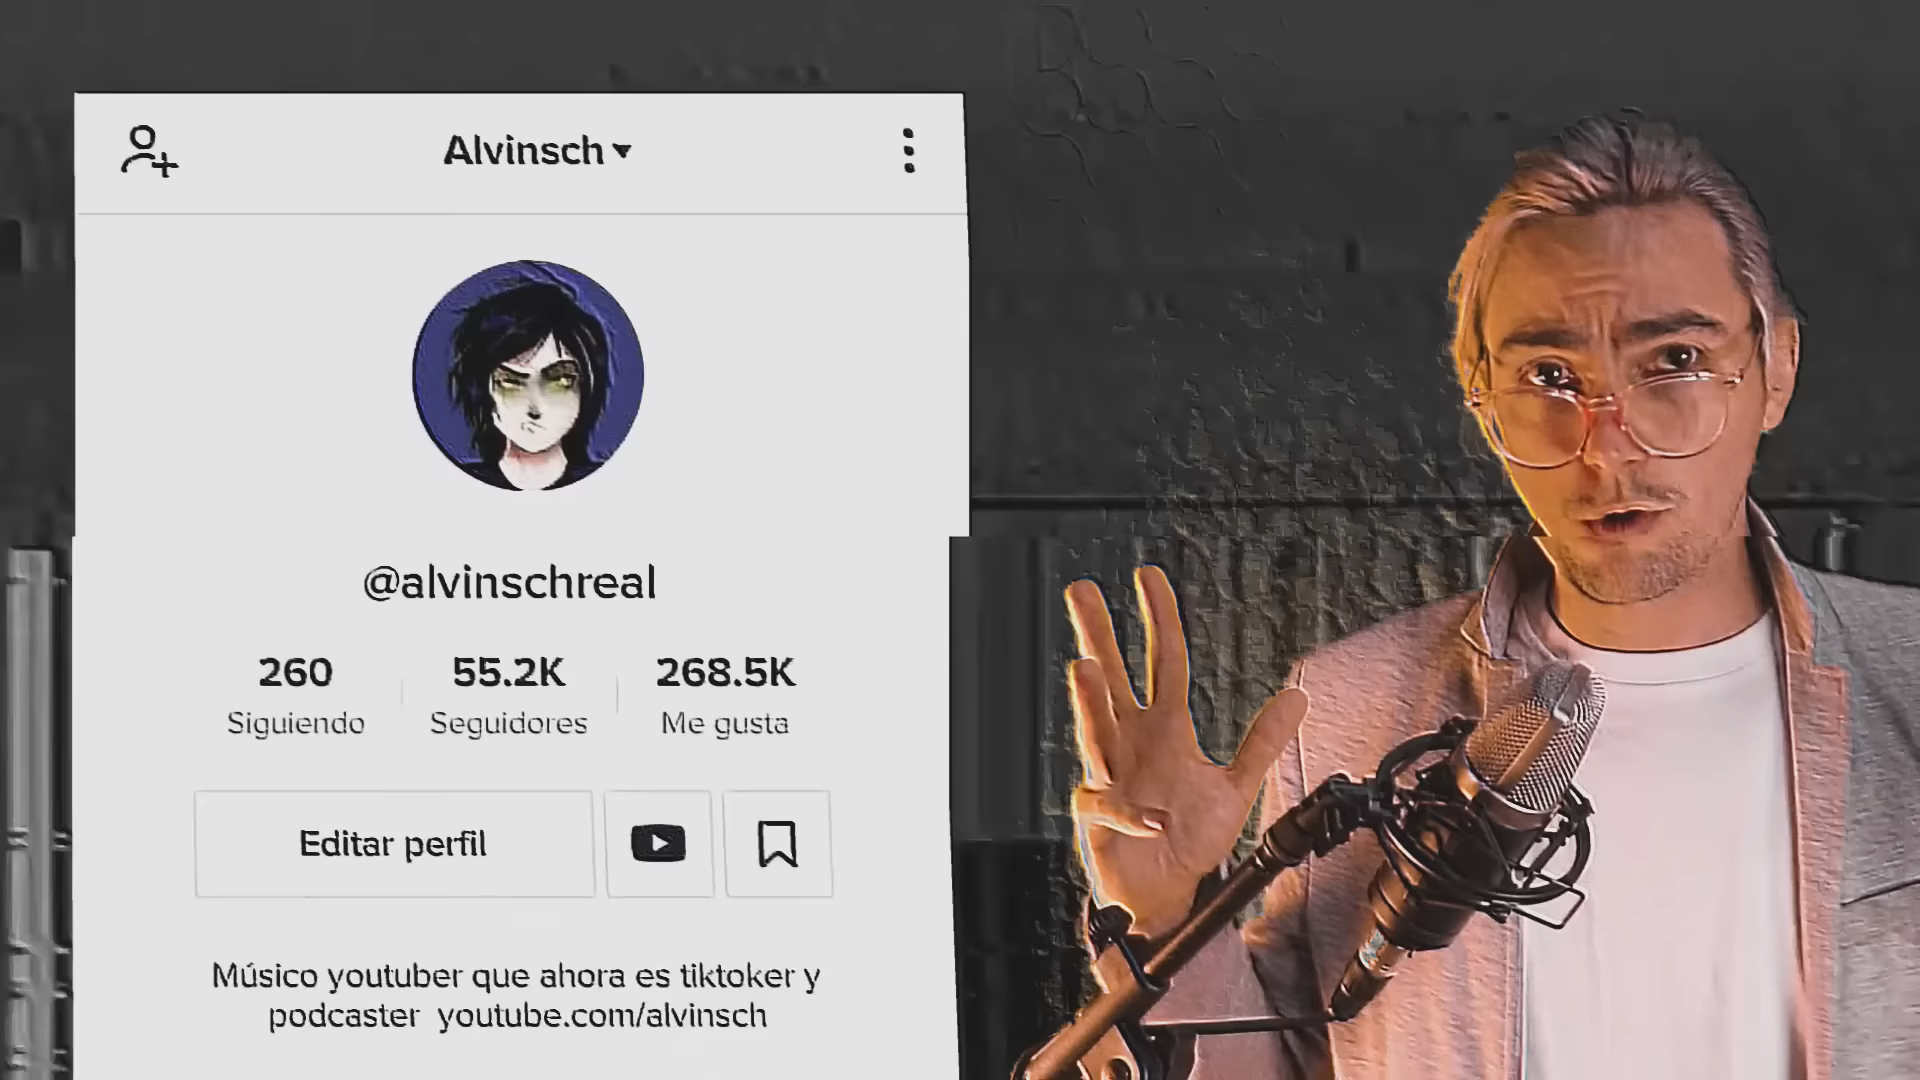 Alvinsch
@alvinschreal
260 55.2K 268.5K
Siguiendo Seguidores Me gusta
Editar perfil
Músico youtuber que ahora es tiktoker y
podcaster youtube.com/alvinsch